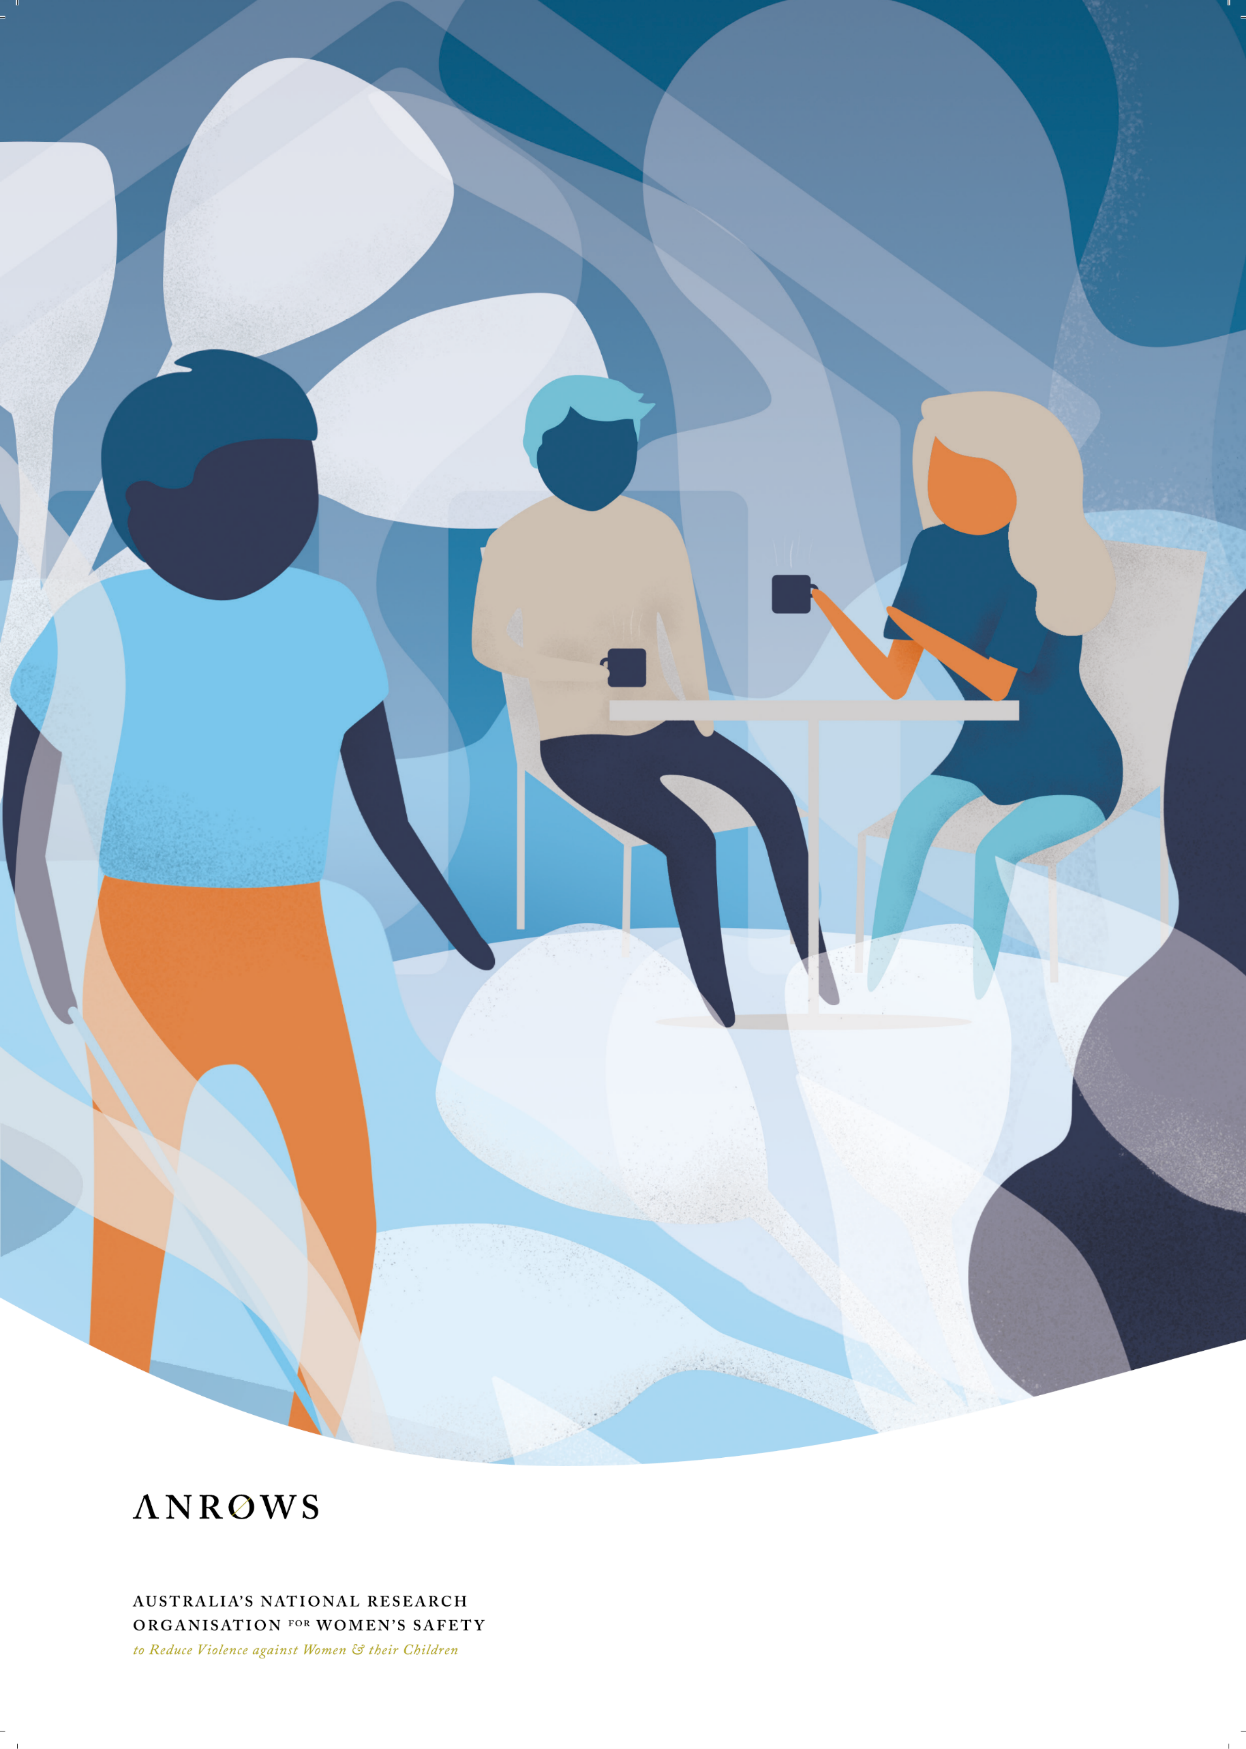 ANROWS
AUSTRALIA'S NATIONAL RESEARCH
ORGANISATION FOR WOMEN'S SAFETY
to Reduce Violence against Women & their Children